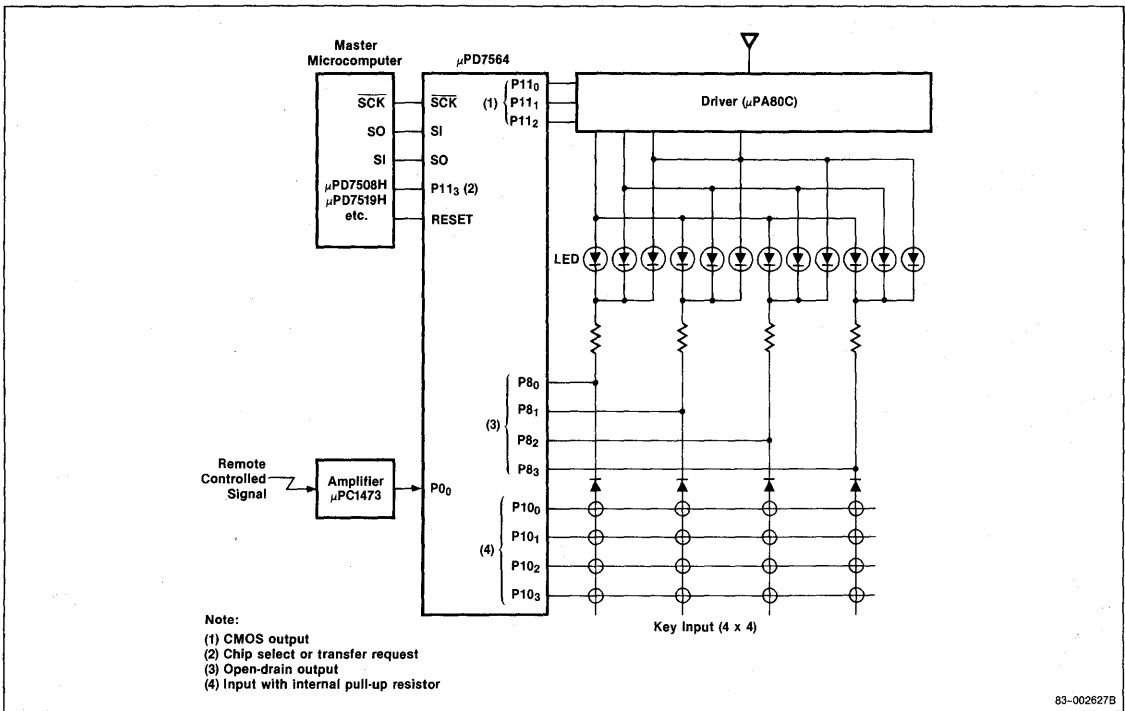 Master
Microcomputer
μPD7564
SCK
SO
SI
μPD7508H
μPD7519H
etc.
SCK
SI
SO
P11₃ (2)
RESET
(1)
P11₀
P11₁
P11₂
Driver (μPA80C)
LED
(3)
P8₀
P8₁
P8₂
P8₃
Remote
Controlled
Signal
Amplifier
μPC1473
P0₀
(4)
P10₀
P10₁
P10₂
P10₃
Key Input (4 x 4)
Note:
(1) CMOS output
(2) Chip select or transfer request
(3) Open-drain output
(4) Input with internal pull-up resistor
83-002627B